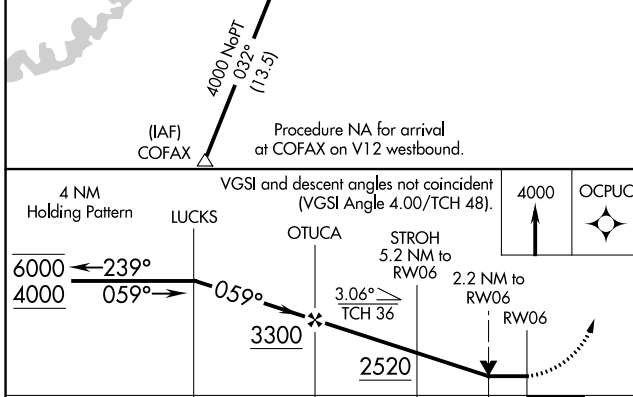 4000 NoPT
032°
(13.5)
(IAF)
COFAX
Procedure NA for arrival
at COFAX on V12 westbound.
4 NM
Holding Pattern
VGSI and descent angles not coincident
(VGSI Angle 4.00/TCH 48).
4000
OCPUC
LUCKS
OTUCA
STROH
5.2 NM to
RW06
2.2 NM to
RW06
RW06
6000
239°
4000
059°
059°
3.06°
TCH 36
3300
2520